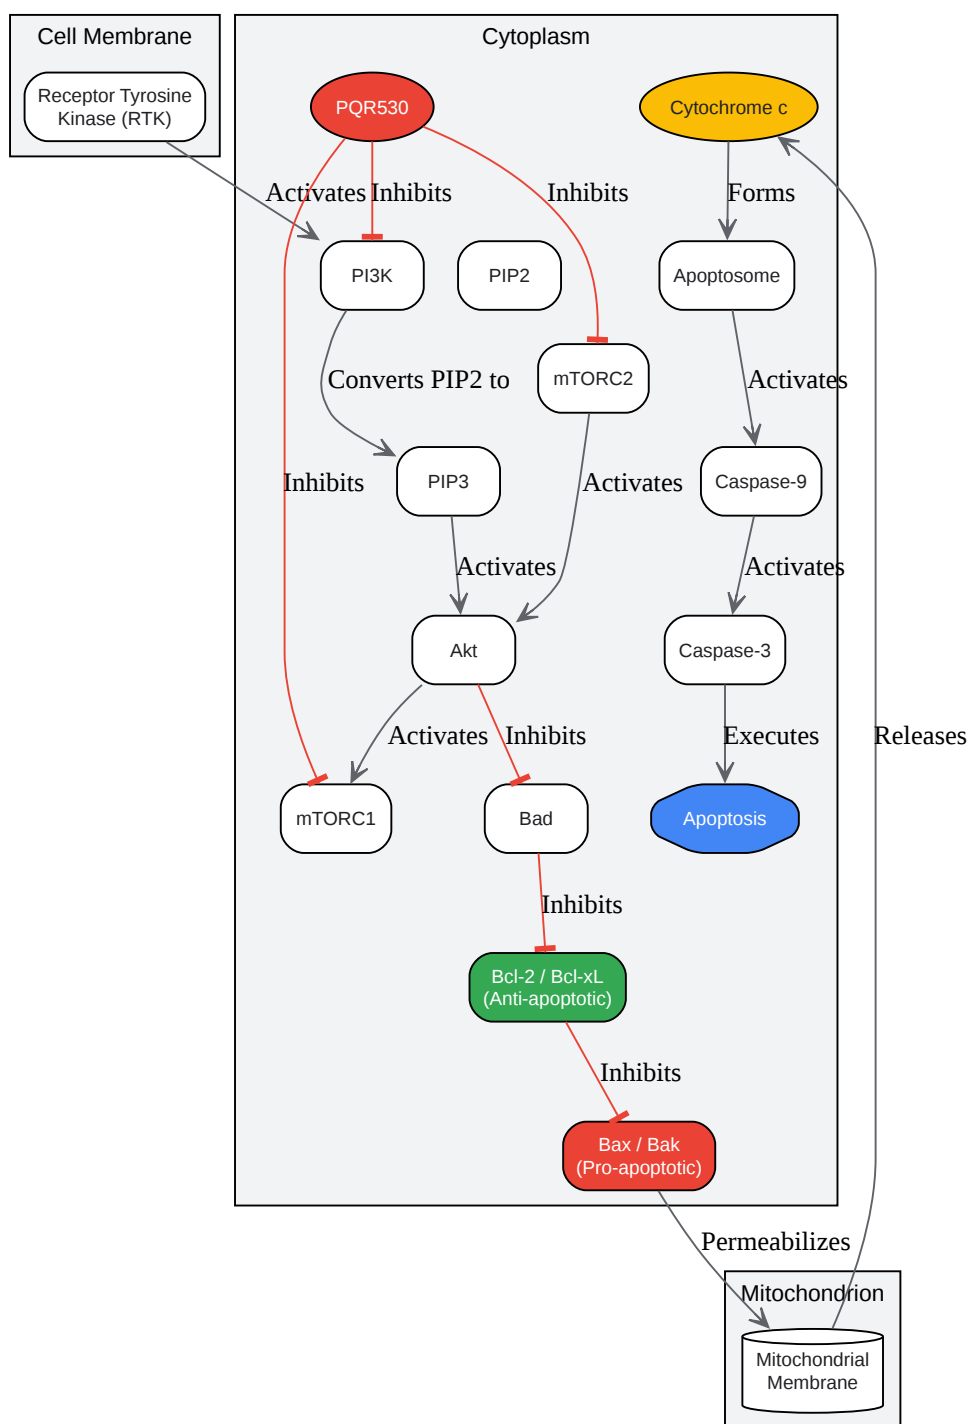 Cell Membrane
Cytoplasm
Receptor Tyrosine
Kinase (RTK)
PQR530
Cytochrome c
Activates
Inhibits
Inhibits
Forms
PI3K
PIP2
Apoptosome
Converts PIP2 to
mTORC2
Activates
Inhibits
PIP3
Activates
Caspase-9
Activates
Activates
Akt
Caspase-3
Activates
Inhibits
Executes
Releases
mTORC1
Bad
Apoptosis
Inhibits
Bcl-2 / Bcl-xL
(Anti-apoptotic)
Inhibits
Bax / Bak
(Pro-apoptotic)
Permeabilizes
Mitochondrion
Mitochondrial
Membrane